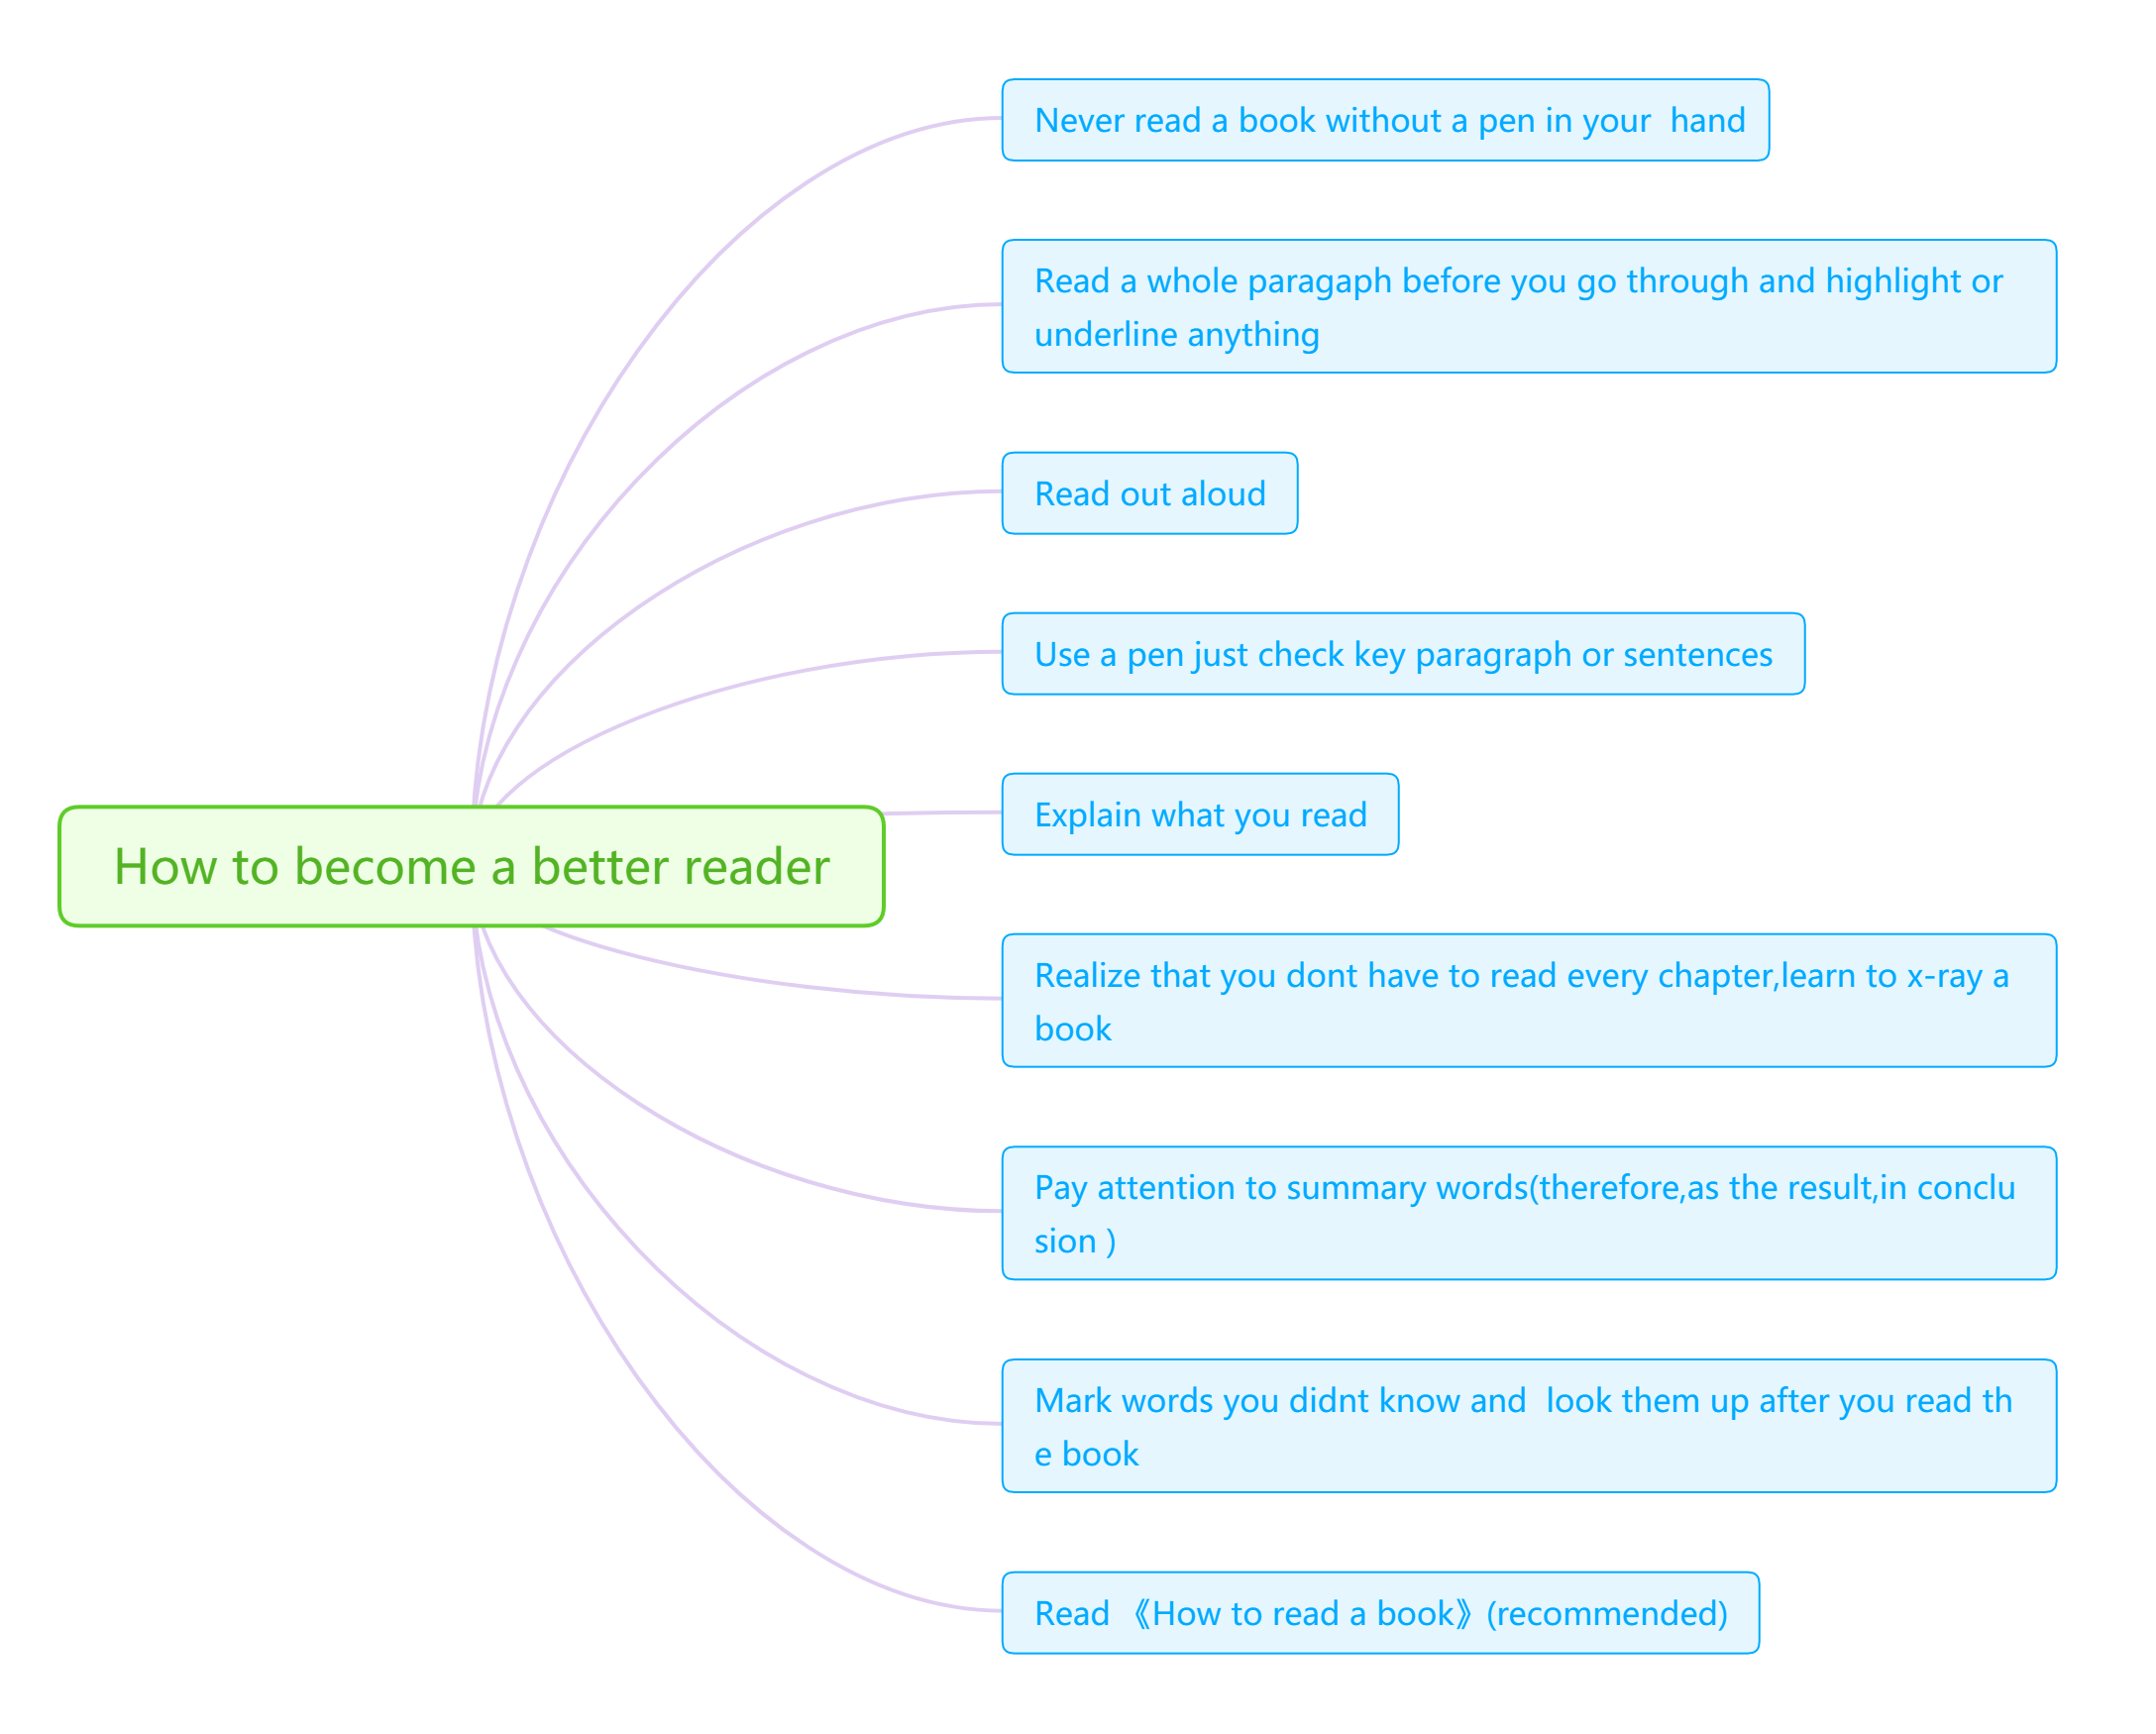 Never read a book without a pen in your  hand
Read a whole paragaph before you go through and highlight or
underline anything
Read out aloud
Use a pen just check key paragraph or sentences
Explain what you read
How to become a better reader
Realize that you dont have to read every chapter,learn to x-ray a
book
Pay attention to summary words(therefore,as the result,in conclu
sion )
Mark words you didnt know and  look them up after you read th
e book
Read 《How to read a book》(recommended)